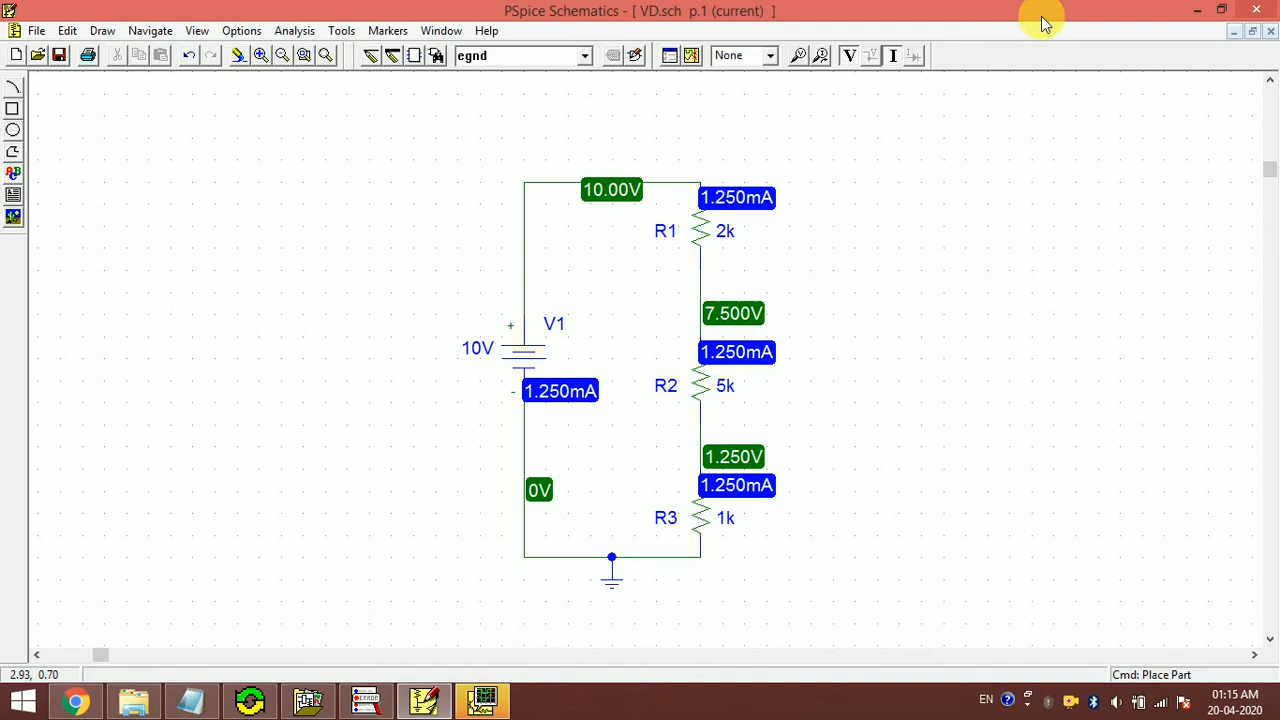 PSpice Schematics - [ VD.sch p.1 (current) ]
File Edit Draw Navigate View Options Analysis Tools Markers Window Help
egnd
None
V
I
ABC
10.00V
1.250mA
R1 2k
7.500V
+ V1
10V
1.250mA
R2 5k
- 1.250mA
1.250V
1.250mA
0V
R3 1k
2.93, 0.70
Cmd: Place Part
ERROR
EN
01:15 AM
20-04-2020